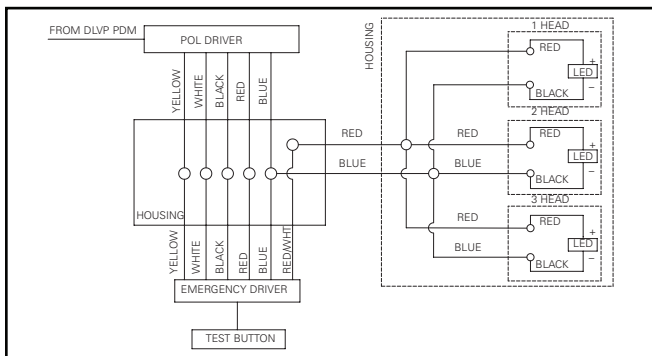 FROM DLVP PDM
POL DRIVER
YELLOW
WHITE
BLACK
RED
BLUE
HOUSING
YELLOW
WHITE
BLACK
RED
BLUE
RED/WHT
EMERGENCY DRIVER
TEST BUTTON
RED
BLUE
HOUSING
1 HEAD
RED
+
LED
–
BLACK
2 HEAD
RED
RED
+
LED
BLUE
–
BLACK
3 HEAD
RED
RED
+
LED
BLUE
–
BLACK